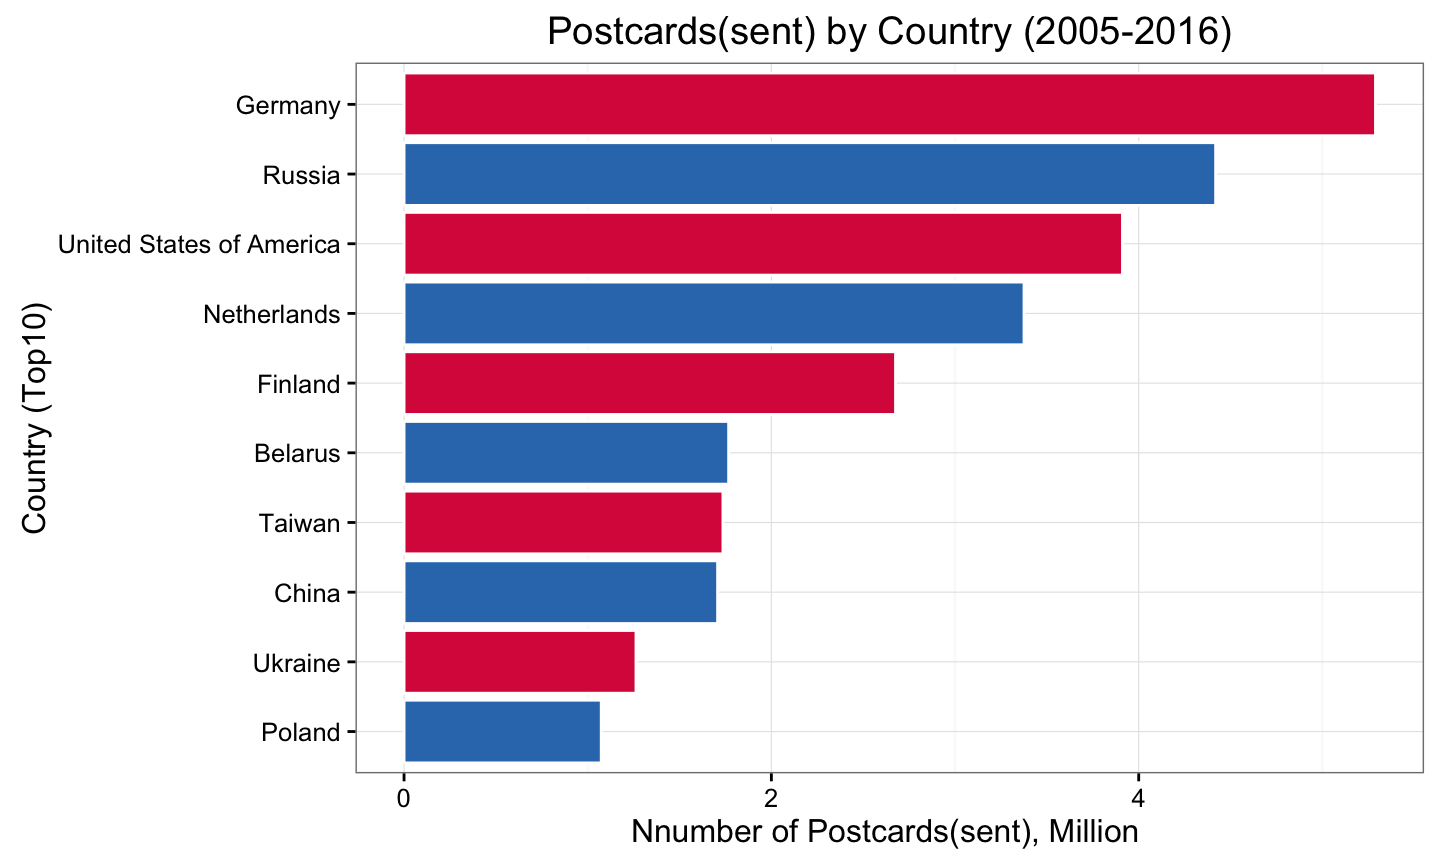 Postcards(sent) by Country (2005-2016)
Country (Top10)
Germany
Russia
United States of America
Netherlands
Finland
Belarus
Taiwan
China
Ukraine
Poland
0 2 4
Nnumber of Postcards(sent), Million